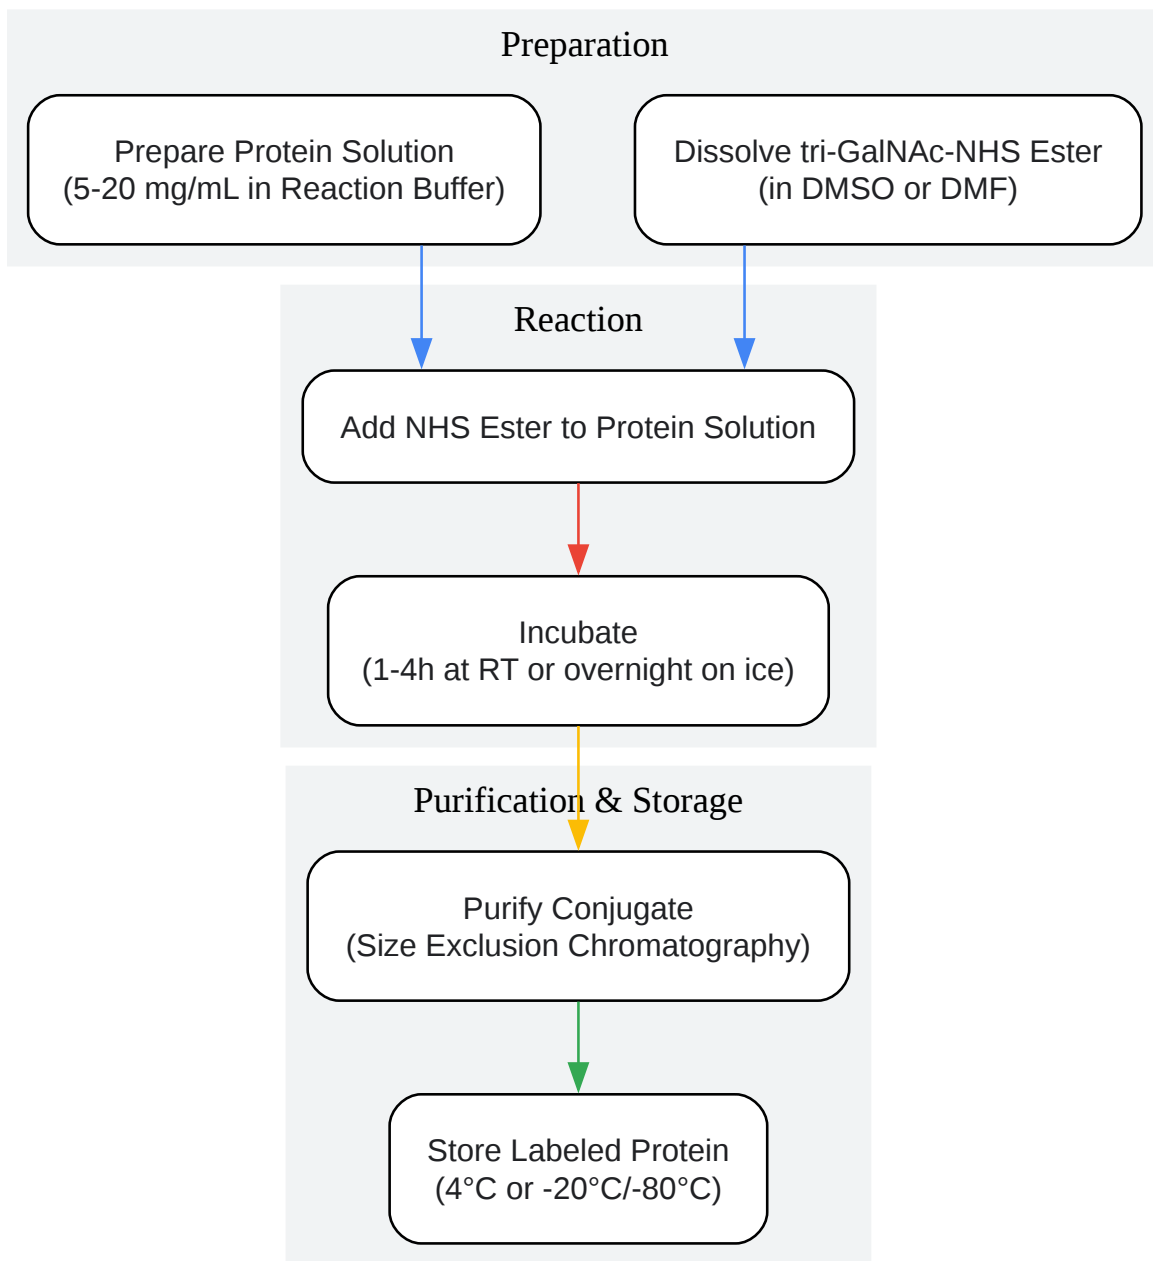 Preparation
Prepare Protein Solution
(5-20 mg/mL in Reaction Buffer)
Dissolve tri-GalNAc-NHS Ester
(in DMSO or DMF)
Reaction
Add NHS Ester to Protein Solution
Incubate
(1-4h at RT or overnight on ice)
Purification & Storage
Purify Conjugate
(Size Exclusion Chromatography)
Store Labeled Protein
(4°C or -20°C/-80°C)